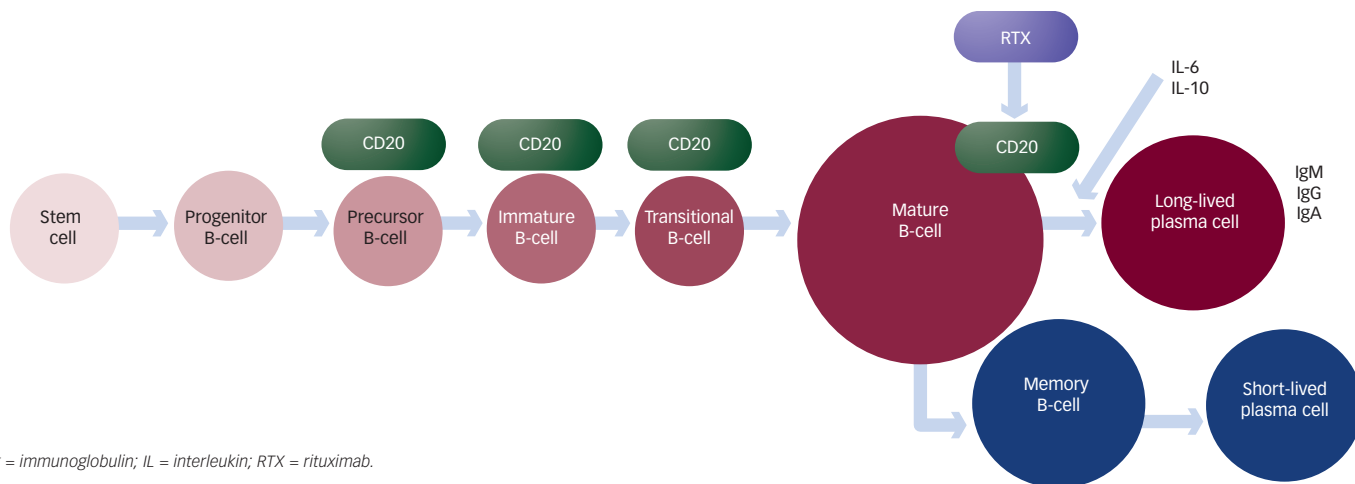 RTX
IL-6
IL-10
CD20
CD20
CD20
CD20
Stem
cell
Progenitor
B-cell
Precursor
B-cell
Immature
B-cell
Transitional
B-cell
Mature
B-cell
Long-lived
plasma cell
IgM
IgG
IgA
Memory
B-cell
Short-lived
plasma cell
= immunoglobulin; IL = interleukin; RTX = rituximab.